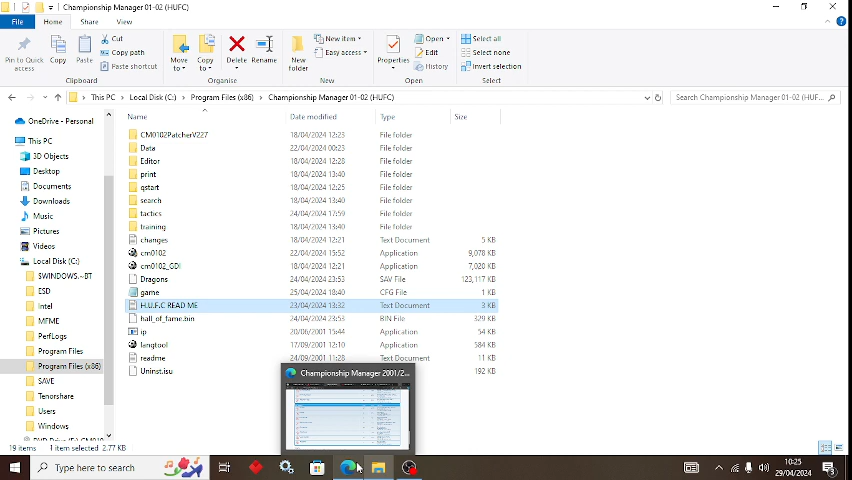 Championship Manager 01-02 (HUFC)
File Home Share View
Pin to Quick access
Copy
Paste
Cut
Copy path
Paste shortcut
Clipboard
Move to
Copy to
Delete
Rename
Organise
New folder
New item
Easy access
New
Properties
Open
Edit
History
Open
Select all
Select none
Invert selection
Select
This PC > Local Disk (C:) > Program Files (x86) > Championship Manager 01-02 (HUFC)
Search Championship Manager 01-02 (HUF...
Name Date modified Type Size
OneDrive - Personal
This PC
3D Objects
Desktop
Documents
Downloads
Music
Pictures
Videos
Local Disk (C:)
$WINDOWS.~BT
ESD
Intel
MFME
PerfLogs
Program Files
Program Files (x86)
SAVE
Tenorshare
Users
Windows
CM0102PatcherV227 18/04/2024 12:23 File folder
Data 22/04/2024 00:23 File folder
Editor 18/04/2024 12:28 File folder
print 18/04/2024 13:40 File folder
qstart 18/04/2024 12:25 File folder
search 18/04/2024 13:40 File folder
tactics 24/04/2024 17:59 File folder
training 18/04/2024 13:40 File folder
changes 18/04/2024 12:21 Text Document 5 KB
cm0102 22/04/2024 15:52 Application 9,078 KB
cm0102_GDI 18/04/2024 12:21 Application 7,020 KB
Dragons 24/04/2024 23:53 SAV File 123,117 KB
game 25/04/2024 18:40 CFG File 1 KB
H.U.F.C READ ME 23/04/2024 13:32 Text Document 3 KB
hall_of_fame.bin 24/04/2024 23:53 BIN File 329 KB
ip 20/06/2001 15:44 Application 54 KB
langtool 17/09/2001 12:10 Application 584 KB
readme 24/09/2001 11:28 Text Document 11 KB
Uninst.isu 192 KB
Championship Manager 2001/2...
19 items 1 item selected 2.77 KB
Type here to search
10:25
29/04/2024
3